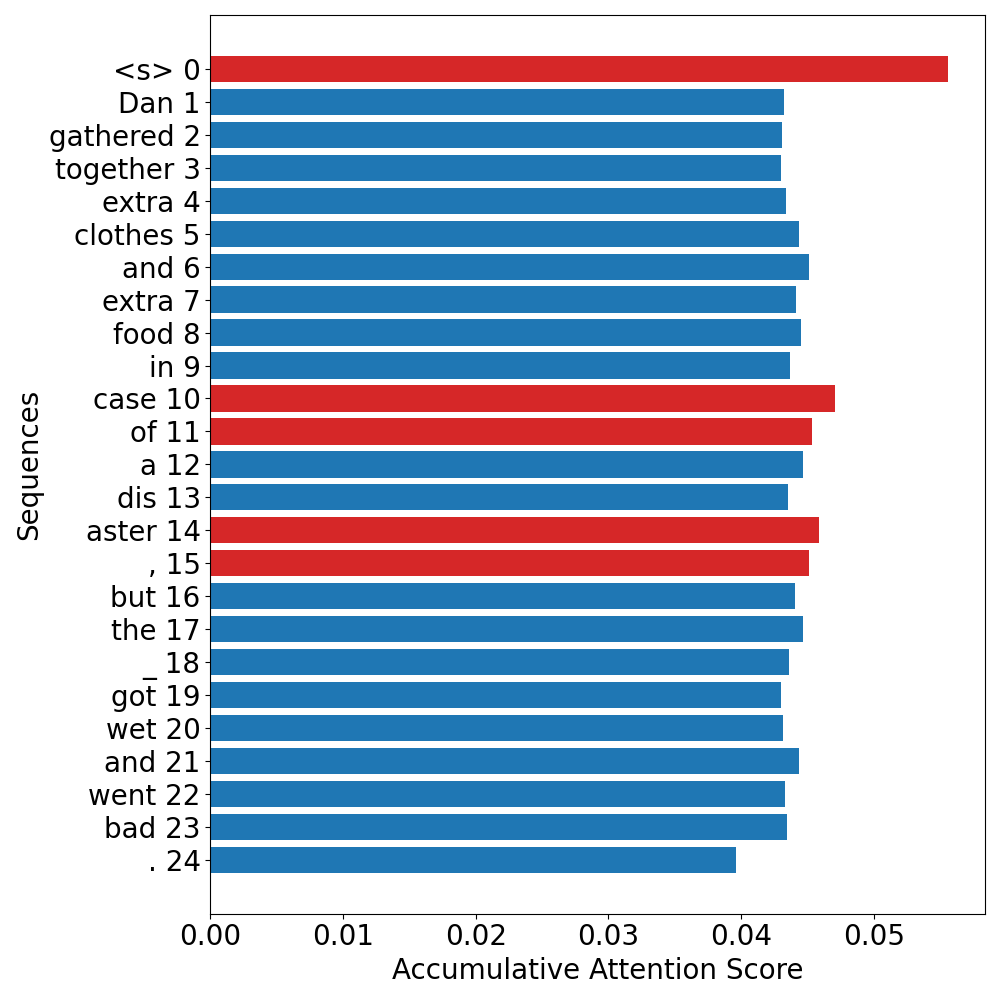 <s> 0
Dan 1
gathered 2
together 3
extra 4
clothes 5
and 6
extra 7
food 8
in 9
case 10
of 11
a 12
dis 13
aster 14
, 15
but 16
the 17
_ 18
got 19
wet 20
and 21
went 22
bad 23
. 24
Sequences
0.00 0.01 0.02 0.03 0.04 0.05
Accumulative Attention Score